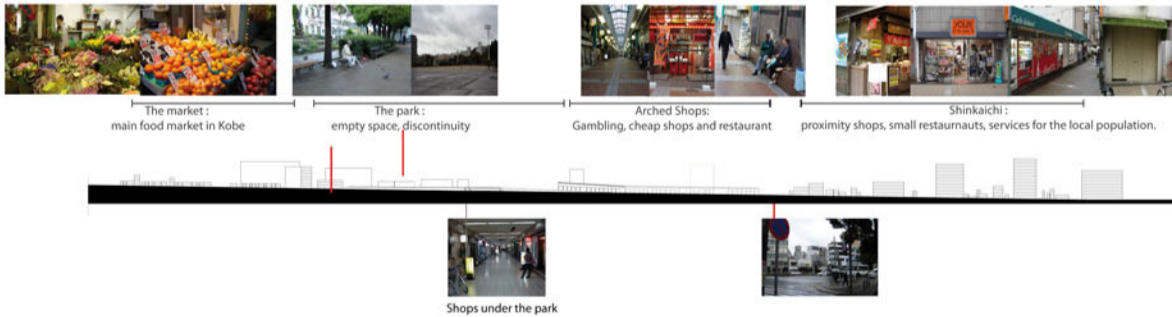 The market :
main food market in Kobe
The park :
empty space, discontinuity
Arched Shops:
Gambling, cheap shops and restaurant
Shinkaichi :
proximity shops, small restaurnauts, services for the local population.
Shops under the park